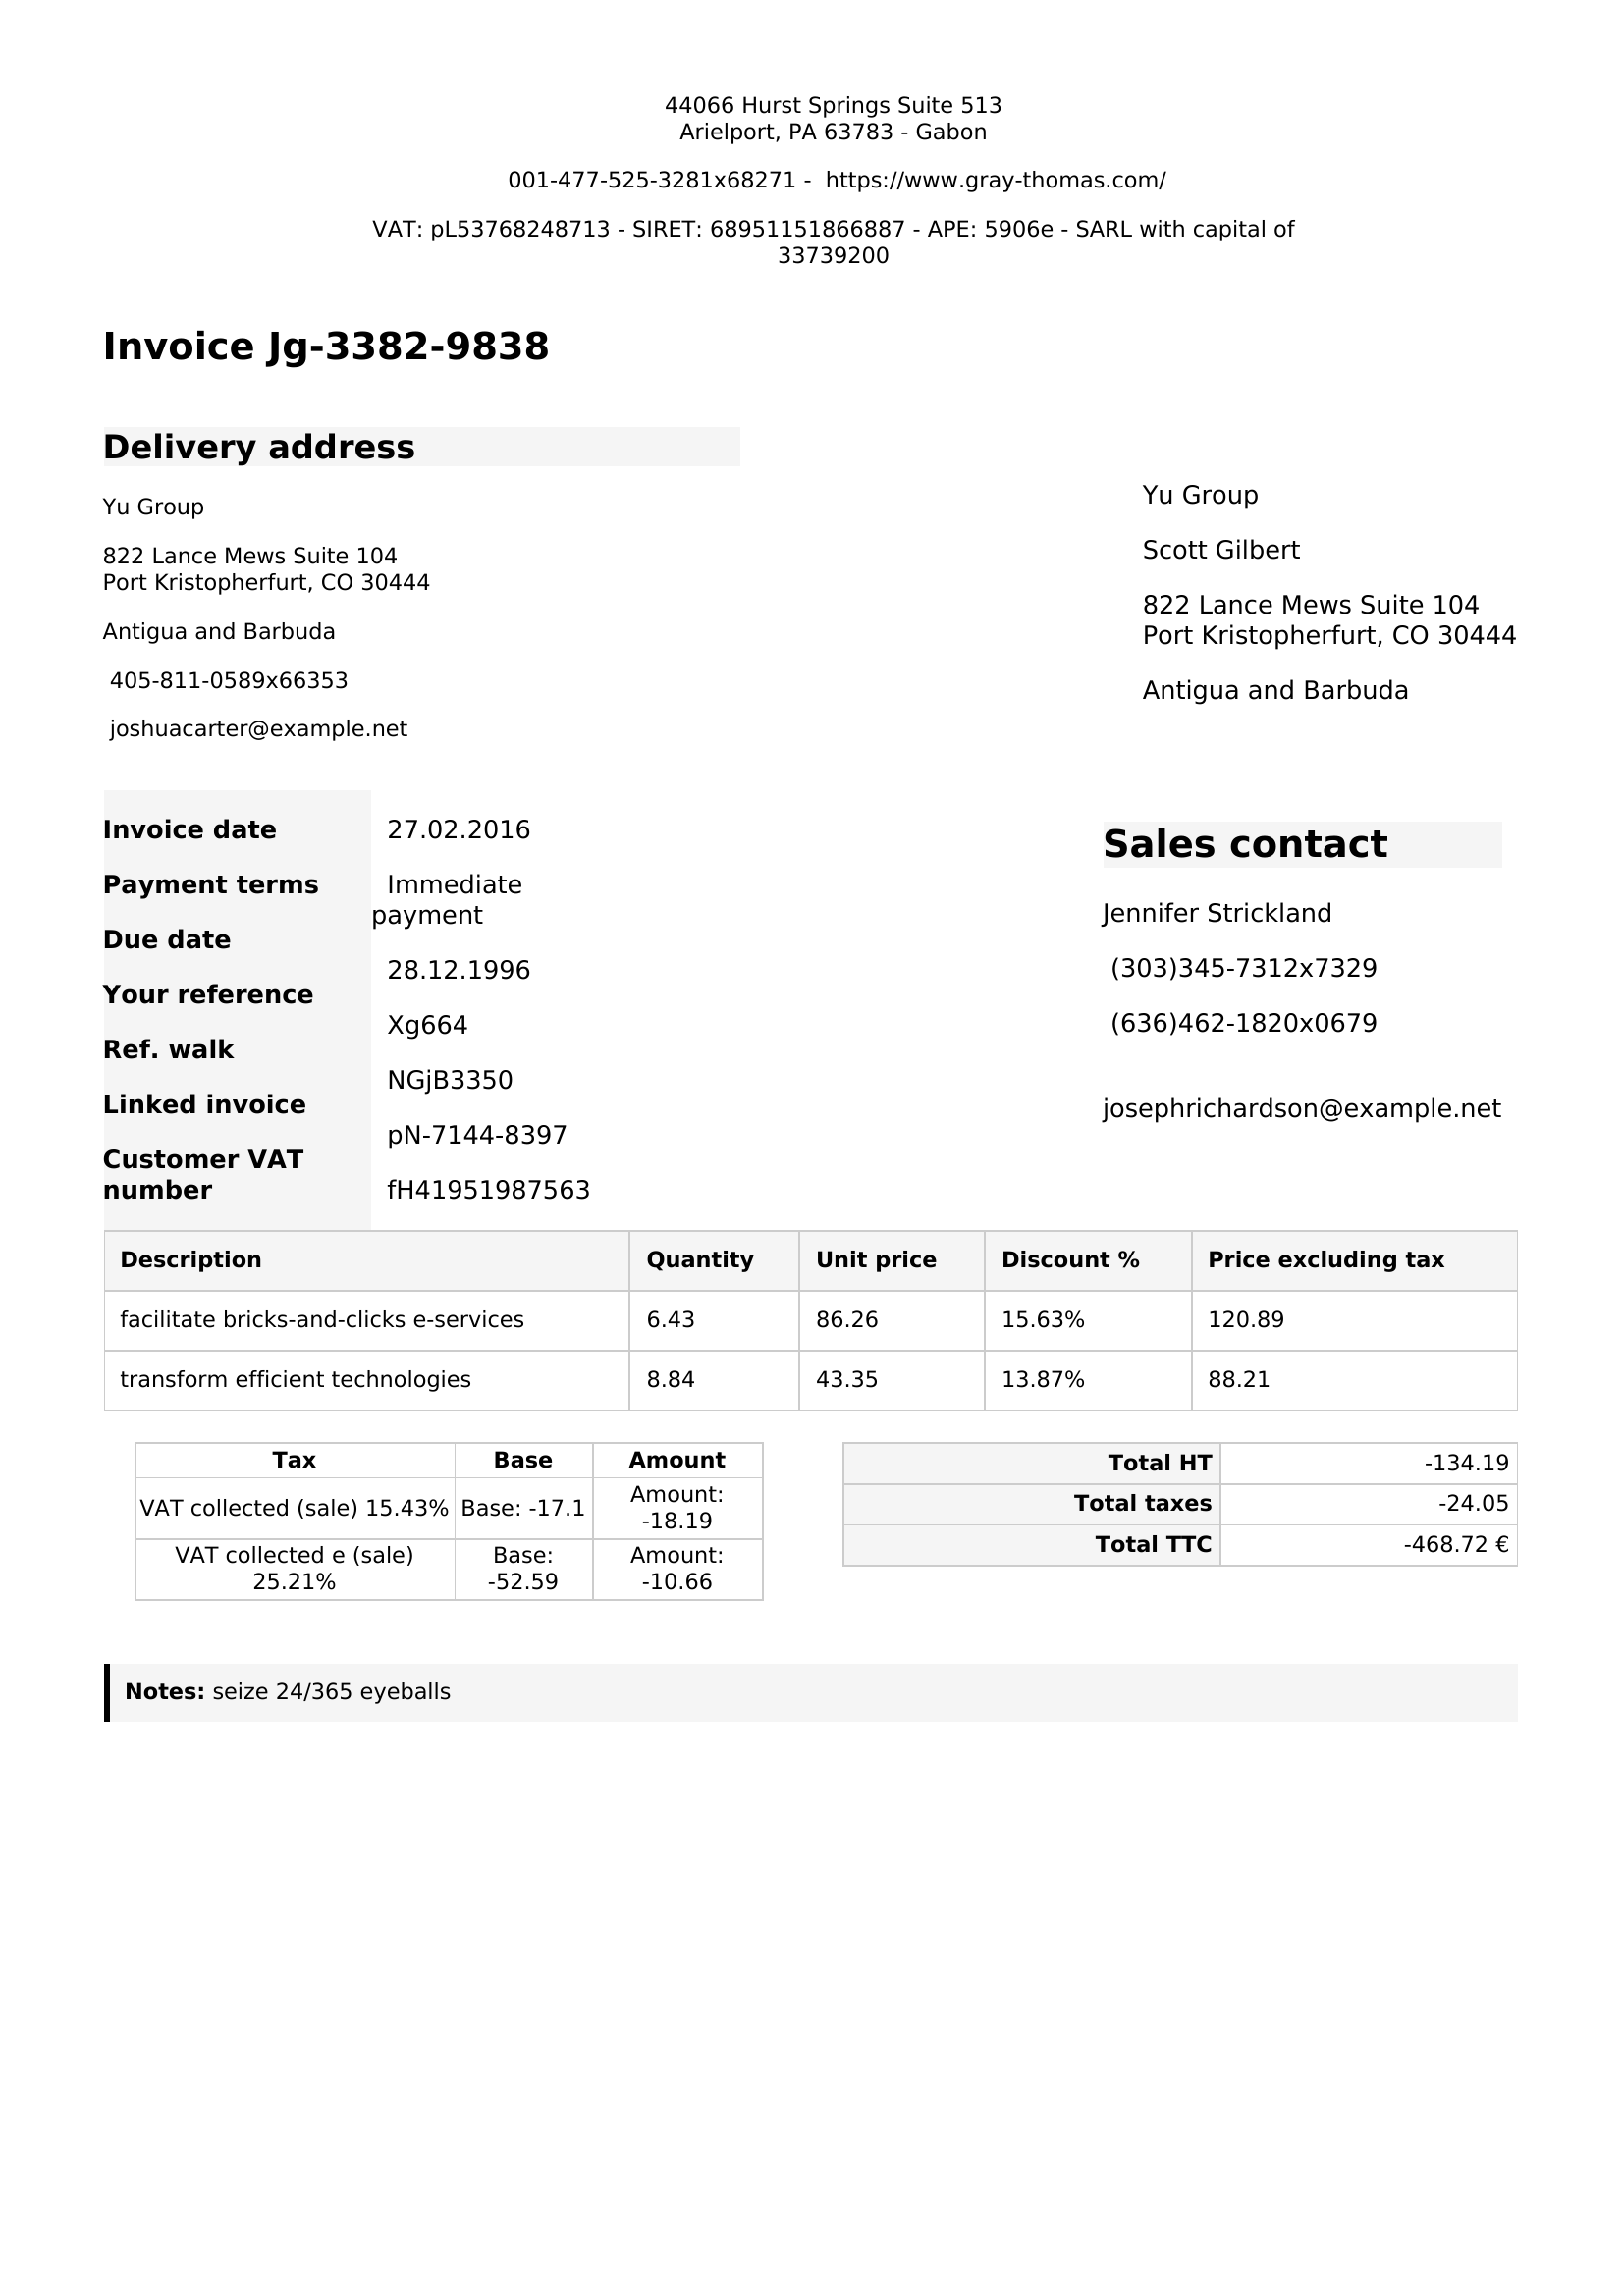 44066 Hurst Springs Suite 513
Arielport, PA 63783 - Gabon
001-477-525-3281x68271 -  https://www.gray-thomas.com/
VAT: pL53768248713 - SIRET: 68951151866887 - APE: 5906e - SARL with capital of
33739200
Invoice Jg-3382-9838
Delivery address
Yu Group
822 Lance Mews Suite 104
Port Kristopherfurt, CO 30444
Antigua and Barbuda
405-811-0589x66353
joshuacarter@example.net
Yu Group
Scott Gilbert
822 Lance Mews Suite 104
Port Kristopherfurt, CO 30444
Antigua and Barbuda
Invoice date 27.02.2016
Payment terms Immediate
payment
Due date 28.12.1996
Your reference Xg664
Ref. walk NGjB3350
Linked invoice pN-7144-8397
Customer VAT
number fH41951987563
Sales contact
Jennifer Strickland
(303)345-7312x7329
(636)462-1820x0679
josephrichardson@example.net
Description Quantity Unit price Discount % Price excluding tax
facilitate bricks-and-clicks e-services 6.43 86.26 15.63% 120.89
transform efficient technologies 8.84 43.35 13.87% 88.21
Tax Base Amount
VAT collected (sale) 15.43% Base: -17.1 Amount:
-18.19
VAT collected e (sale) Base: Amount:
25.21% -52.59 -10.66
Total HT -134.19
Total taxes -24.05
Total TTC -468.72 €
Notes: seize 24/365 eyeballs